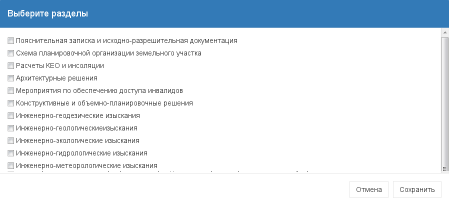 Выберите разделы
Пояснительная записка и исходно-разрешительная документация
Схема планировочной организации земельного участка
Расчеты КЕО и инсоляции
Архитектурные решения
Мероприятия по обеспечению доступа инвалидов
Конструктивные и объемно-планировочные решения
Инженерно-геодезические изыскания
Инженерно-геологическиеизыскания
Инженерно-экологические изыскания
Инженерно-гидрологические изыскания
Инженерно-метеорологические изыскания
Отмена
Сохранить